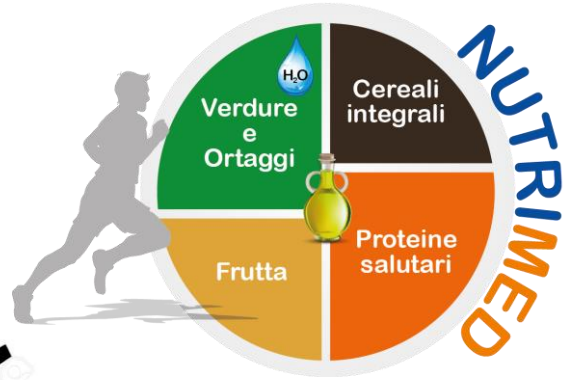 H₂O
Verdure
e
Ortaggi
Cereali
integrali
Frutta
Proteine
salutari
NUTRIMED